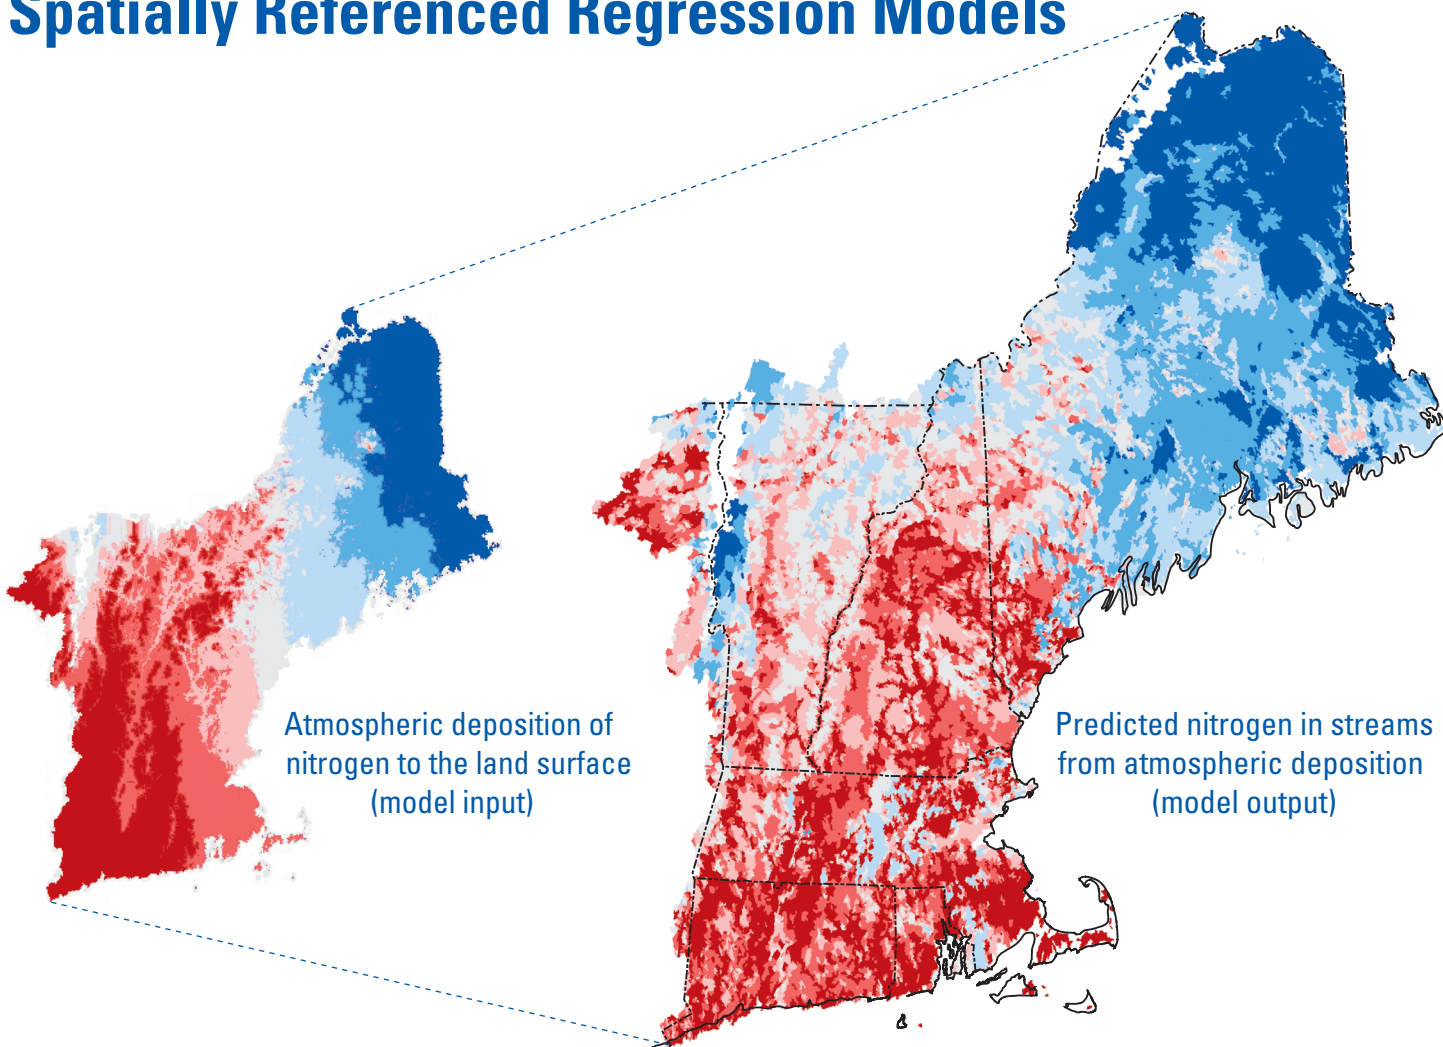 Spatially Referenced Regression Models
Atmospheric deposition of
nitrogen to the land surface
(model input)
Predicted nitrogen in streams
from atmospheric deposition
(model output)